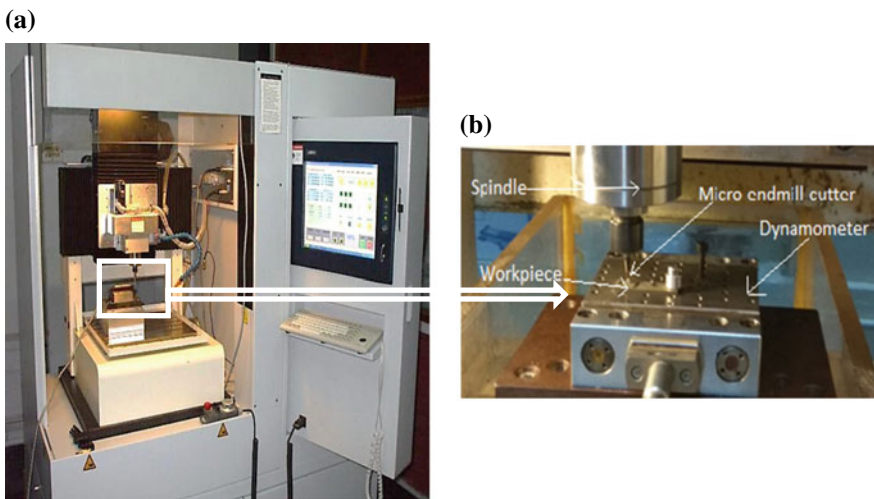 (a)
(b)
Spindle
Micro endmill cutter
Dynamometer
Workpiece